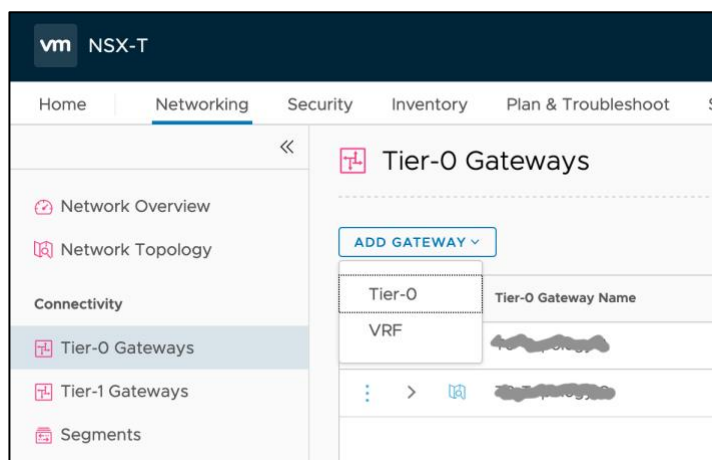 vm NSX-T
Home Networking Security Inventory Plan & Troubleshoot
Tier-0 Gateways
Network Overview
Network Topology
Connectivity
Tier-0 Gateways
Tier-1 Gateways
Segments
ADD GATEWAY
Tier-0
VRF
Tier-0 Gateway Name